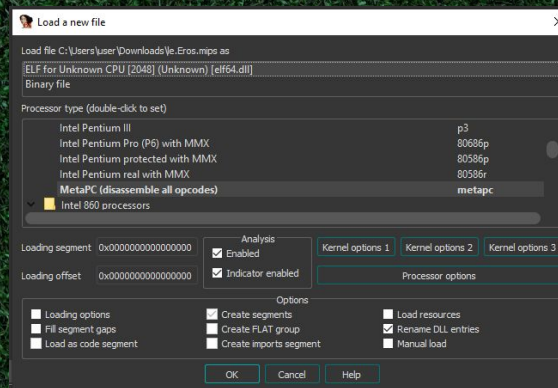 Load a new file
Load file C:\Users\user\Downloads\le.Eros.mips as
ELF for Unknown CPU [2048] (Unknown) [elf64.dll]
Binary file
Processor type (double-click to set)
Intel Pentium III p3
Intel Pentium Pro (P6) with MMX 80686p
Intel Pentium protected with MMX 80586p
Intel Pentium real with MMX 80586r
MetaPC (disassemble all opcodes) metapc
Intel 860 processors
Analysis
Loading segment 0x0000000000000000 Enabled Kernel options 1 Kernel options 2 Kernel options 3
Loading offset 0x0000000000000000 Indicator enabled Processor options
Options
Loading options Create segments Load resources
Fill segment gaps Create FLAT group Rename DLL entries
Load as code segment Create imports segment Manual load
OK Cancel Help